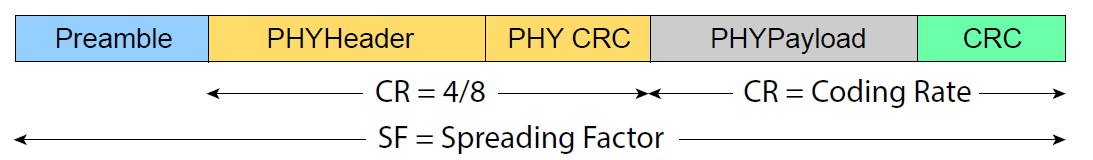 Preamble PHYHeader PHY CRC PHYPayload CRC
CR = 4/8 CR = Coding Rate
SF = Spreading Factor